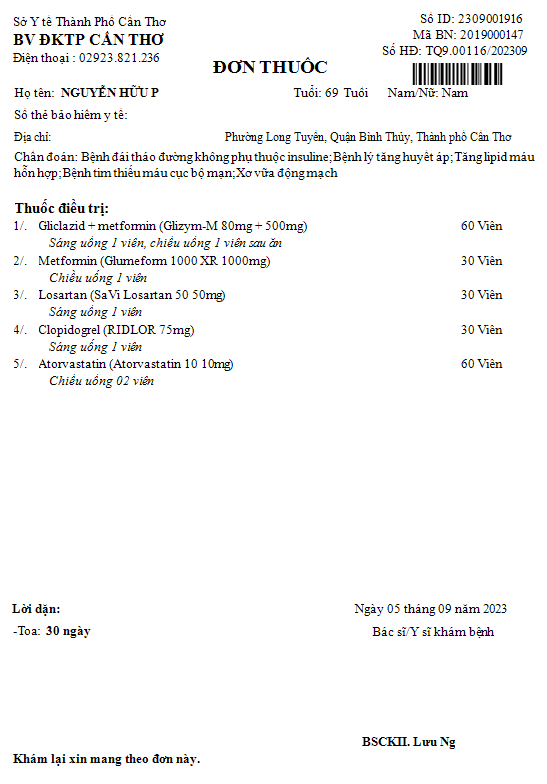 Sở Y tế Thành Phố Cần Thơ
Số ID: 2309001916
BV ĐKTP CẦN THƠ
Mã BN: 2019000147
Điện thoại : 02923.821.236
Số HĐ: TQ9.00116/202309
ĐƠN THUỐC
Họ tên: NGUYỄN HỮU P
Tuổi: 69 Tuổi
Nam/Nữ: Nam
Số thẻ bảo hiểm y tế:
Địa chỉ:
Phường Long Tuyền, Quận Bình Thủy, Thành phố Cần Thơ
Chẩn đoán: Bệnh đái tháo đường không phụ thuộc insuline;Bệnh lý tăng huyết áp;Tăng lipid máu
hỗn hợp;Bệnh tim thiếu máu cục bộ mạn;Xơ vữa động mạch
Thuốc điều trị:
1/. Gliclazid + metformin (Glizym-M 80mg + 500mg) 60 Viên
Sáng uống 1 viên, chiều uống 1 viên sau ăn
2/. Metformin (Glumeform 1000 XR 1000mg) 30 Viên
Chiều uống 1 viên
3/. Losartan (SaVi Losartan 50 50mg) 30 Viên
Sáng uống 1 viên
4/. Clopidogrel (RIDLOR 75mg) 30 Viên
Sáng uống 1 viên
5/. Atorvastatin (Atorvastatin 10 10mg) 60 Viên
Chiều uống 02 viên
Lời dặn:
Ngày 05 tháng 09 năm 2023
-Toa: 30 ngày
Bác sĩ/Y sĩ khám bệnh
BSCKII. Lưu Ng
Khám lại xin mang theo đơn này.